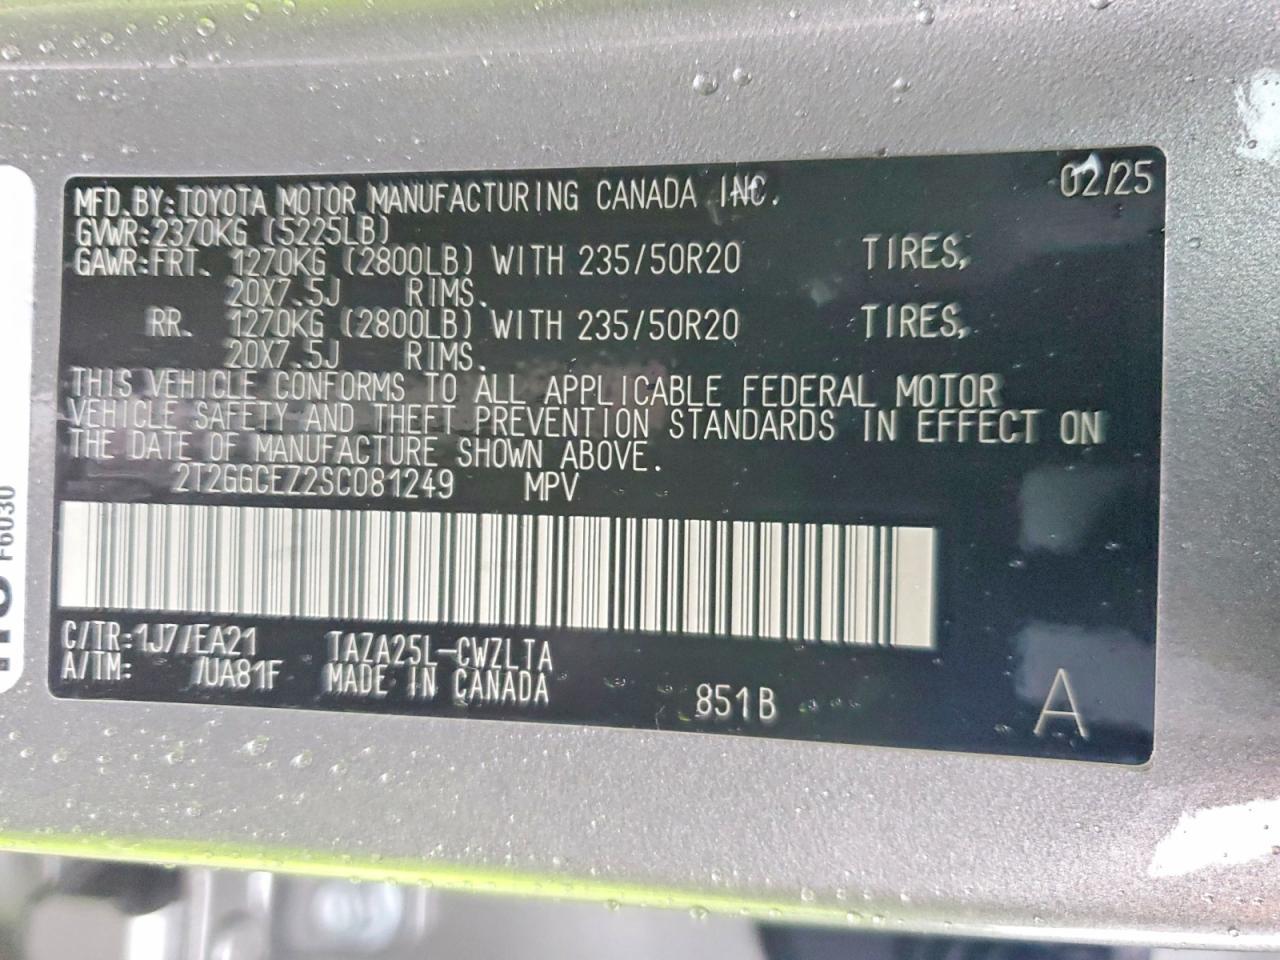 MFD.BY:TOYOTA MOTOR MANUFACTURING CANADA INC. 02/25
GVWR:2370KG (5225LB)
GAWR:FRT. 1270KG (2800LB) WITH 235/50R20 TIRES,
20X7.5J RIMS.
RR. 1270KG (2800LB) WITH 235/50R20 TIRES,
20X7.5J RIMS.
THIS VEHICLE CONFORMS TO ALL APPLICABLE FEDERAL MOTOR
VEHICLE SAFETY AND THEFT PREVENTION STANDARDS IN EFFECT ON
THE DATE OF MANUFACTURE SHOWN ABOVE.
2T2GGCEZ2SC081249 MPV
C/TR:1J7/EA21 TAZA25L-CWZLTA
A/TM: /UA81F MADE IN CANADA
851B
A
F6030